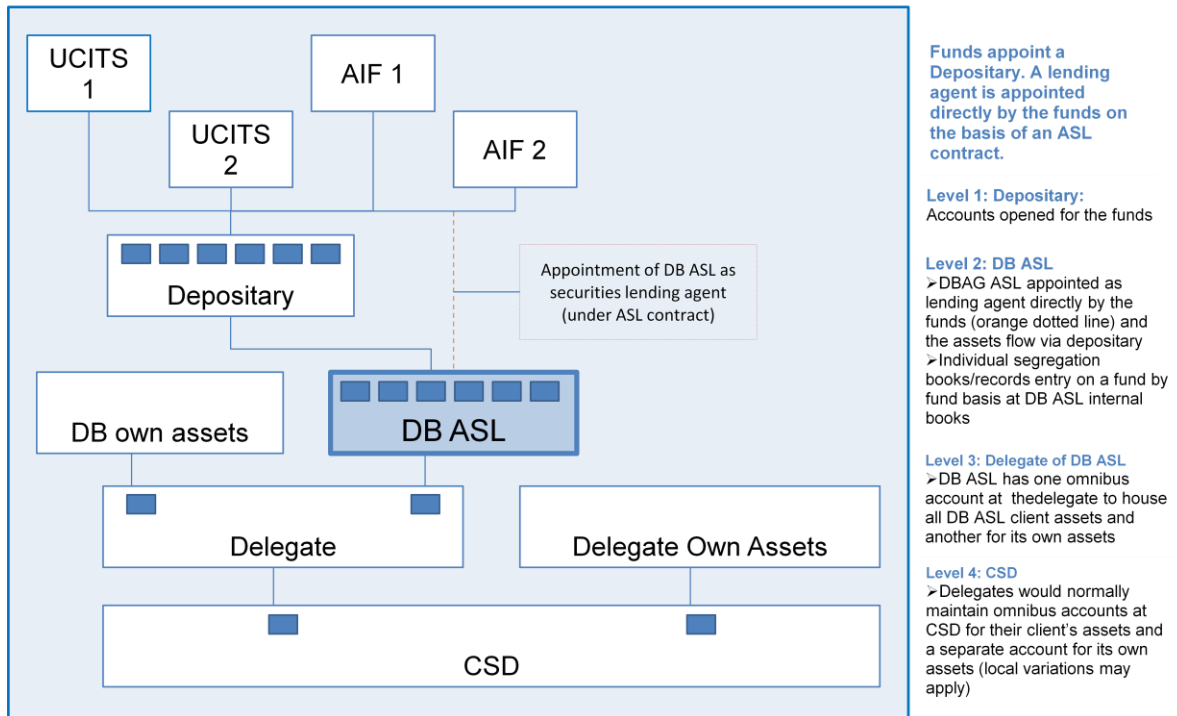 UCITS
1
AIF 1
UCITS
2
AIF 2
Depositary
Appointment of DB ASL as
securities lending agent
(under ASL contract)
DB own assets
DB ASL
Delegate
Delegate Own Assets
CSD
Funds appoint a
Depositary. A lending
agent is appointed
directly by the funds on
the basis of an ASL
contract.
Level 1: Depositary:
Accounts opened for the funds
Level 2: DB ASL
➢DBAG ASL appointed as
lending agent directly by the
funds (orange dotted line) and
the assets flow via depositary
➢Individual segregation
books/records entry on a fund by
fund basis at DB ASL internal
books
Level 3: Delegate of DB ASL
➢DB ASL has one omnibus
account at  thedelegate to house
all DB ASL client assets and
another for its own assets
Level 4: CSD
➢Delegates would normally
maintain omnibus accounts at
CSD for their client’s assets and
a separate account for its own
assets (local variations may
apply)